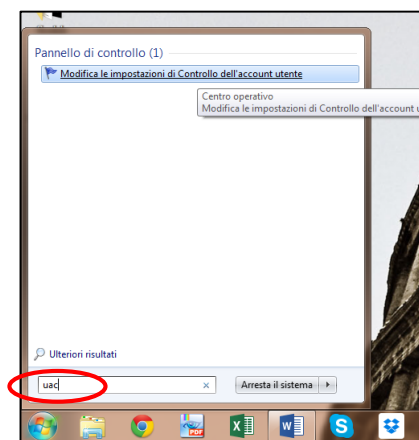 Pannello di controllo (1)
Modifica le impostazioni di Controllo dell'account utente
Centro operativo
Modifica le impostazioni di Controllo dell'account u
Ulteriori risultati
uac
Arresta il sistema
PDF
X
W
S